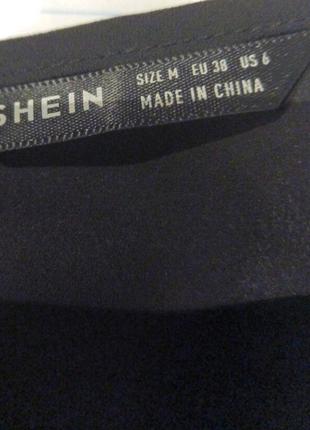 SHEIN
SIZE M EU 38 US 6
MADE IN CHINA